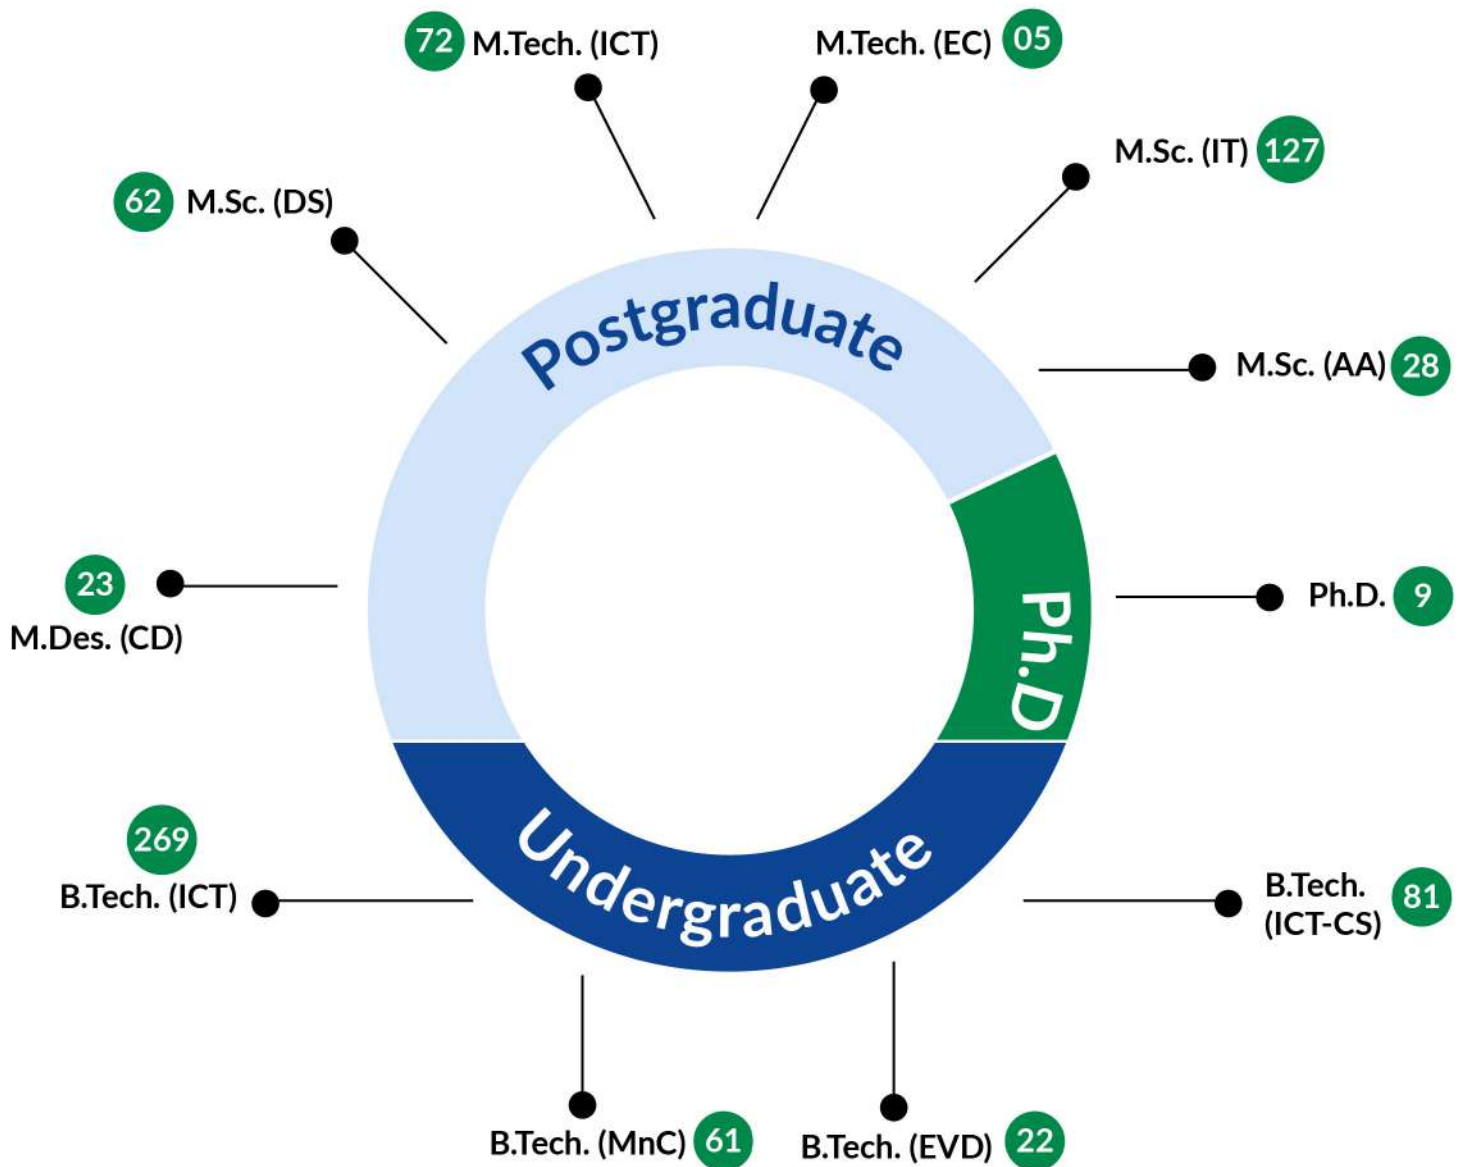 72 M.Tech. (ICT)
M.Tech. (EC) 05
M.Sc. (IT) 127
62 M.Sc. (DS)
Postgraduate
M.Sc. (AA) 28
23
M.Des. (CD)
Ph.D. 9
Ph.D
269
B.Tech. (ICT)
Undergraduate
B.Tech. 81
(ICT-CS)
B.Tech. (MnC) 61
B.Tech. (EVD) 22